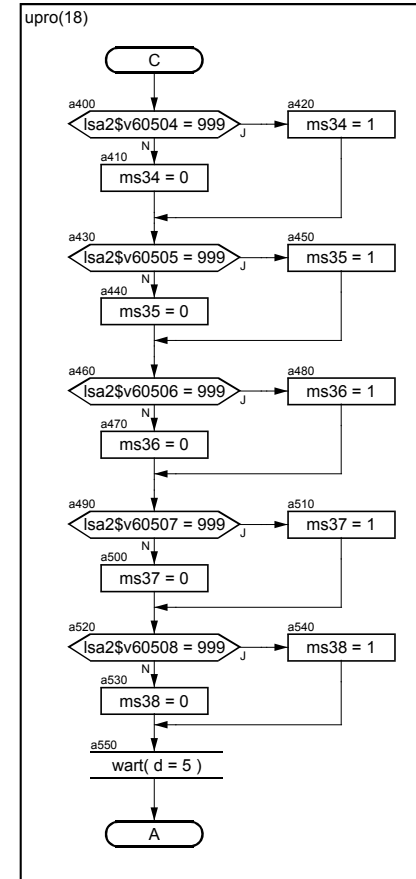 upro(18)
C
a400
lsa2$v60504 = 999
J
N
a420
ms34 = 1
a410
ms34 = 0
a430
lsa2$v60505 = 999
J
N
a450
ms35 = 1
a440
ms35 = 0
a460
lsa2$v60506 = 999
J
N
a480
ms36 = 1
a470
ms36 = 0
a490
lsa2$v60507 = 999
J
N
a510
ms37 = 1
a500
ms37 = 0
a520
lsa2$v60508 = 999
J
N
a540
ms38 = 1
a530
ms38 = 0
a550
wart( d = 5 )
A